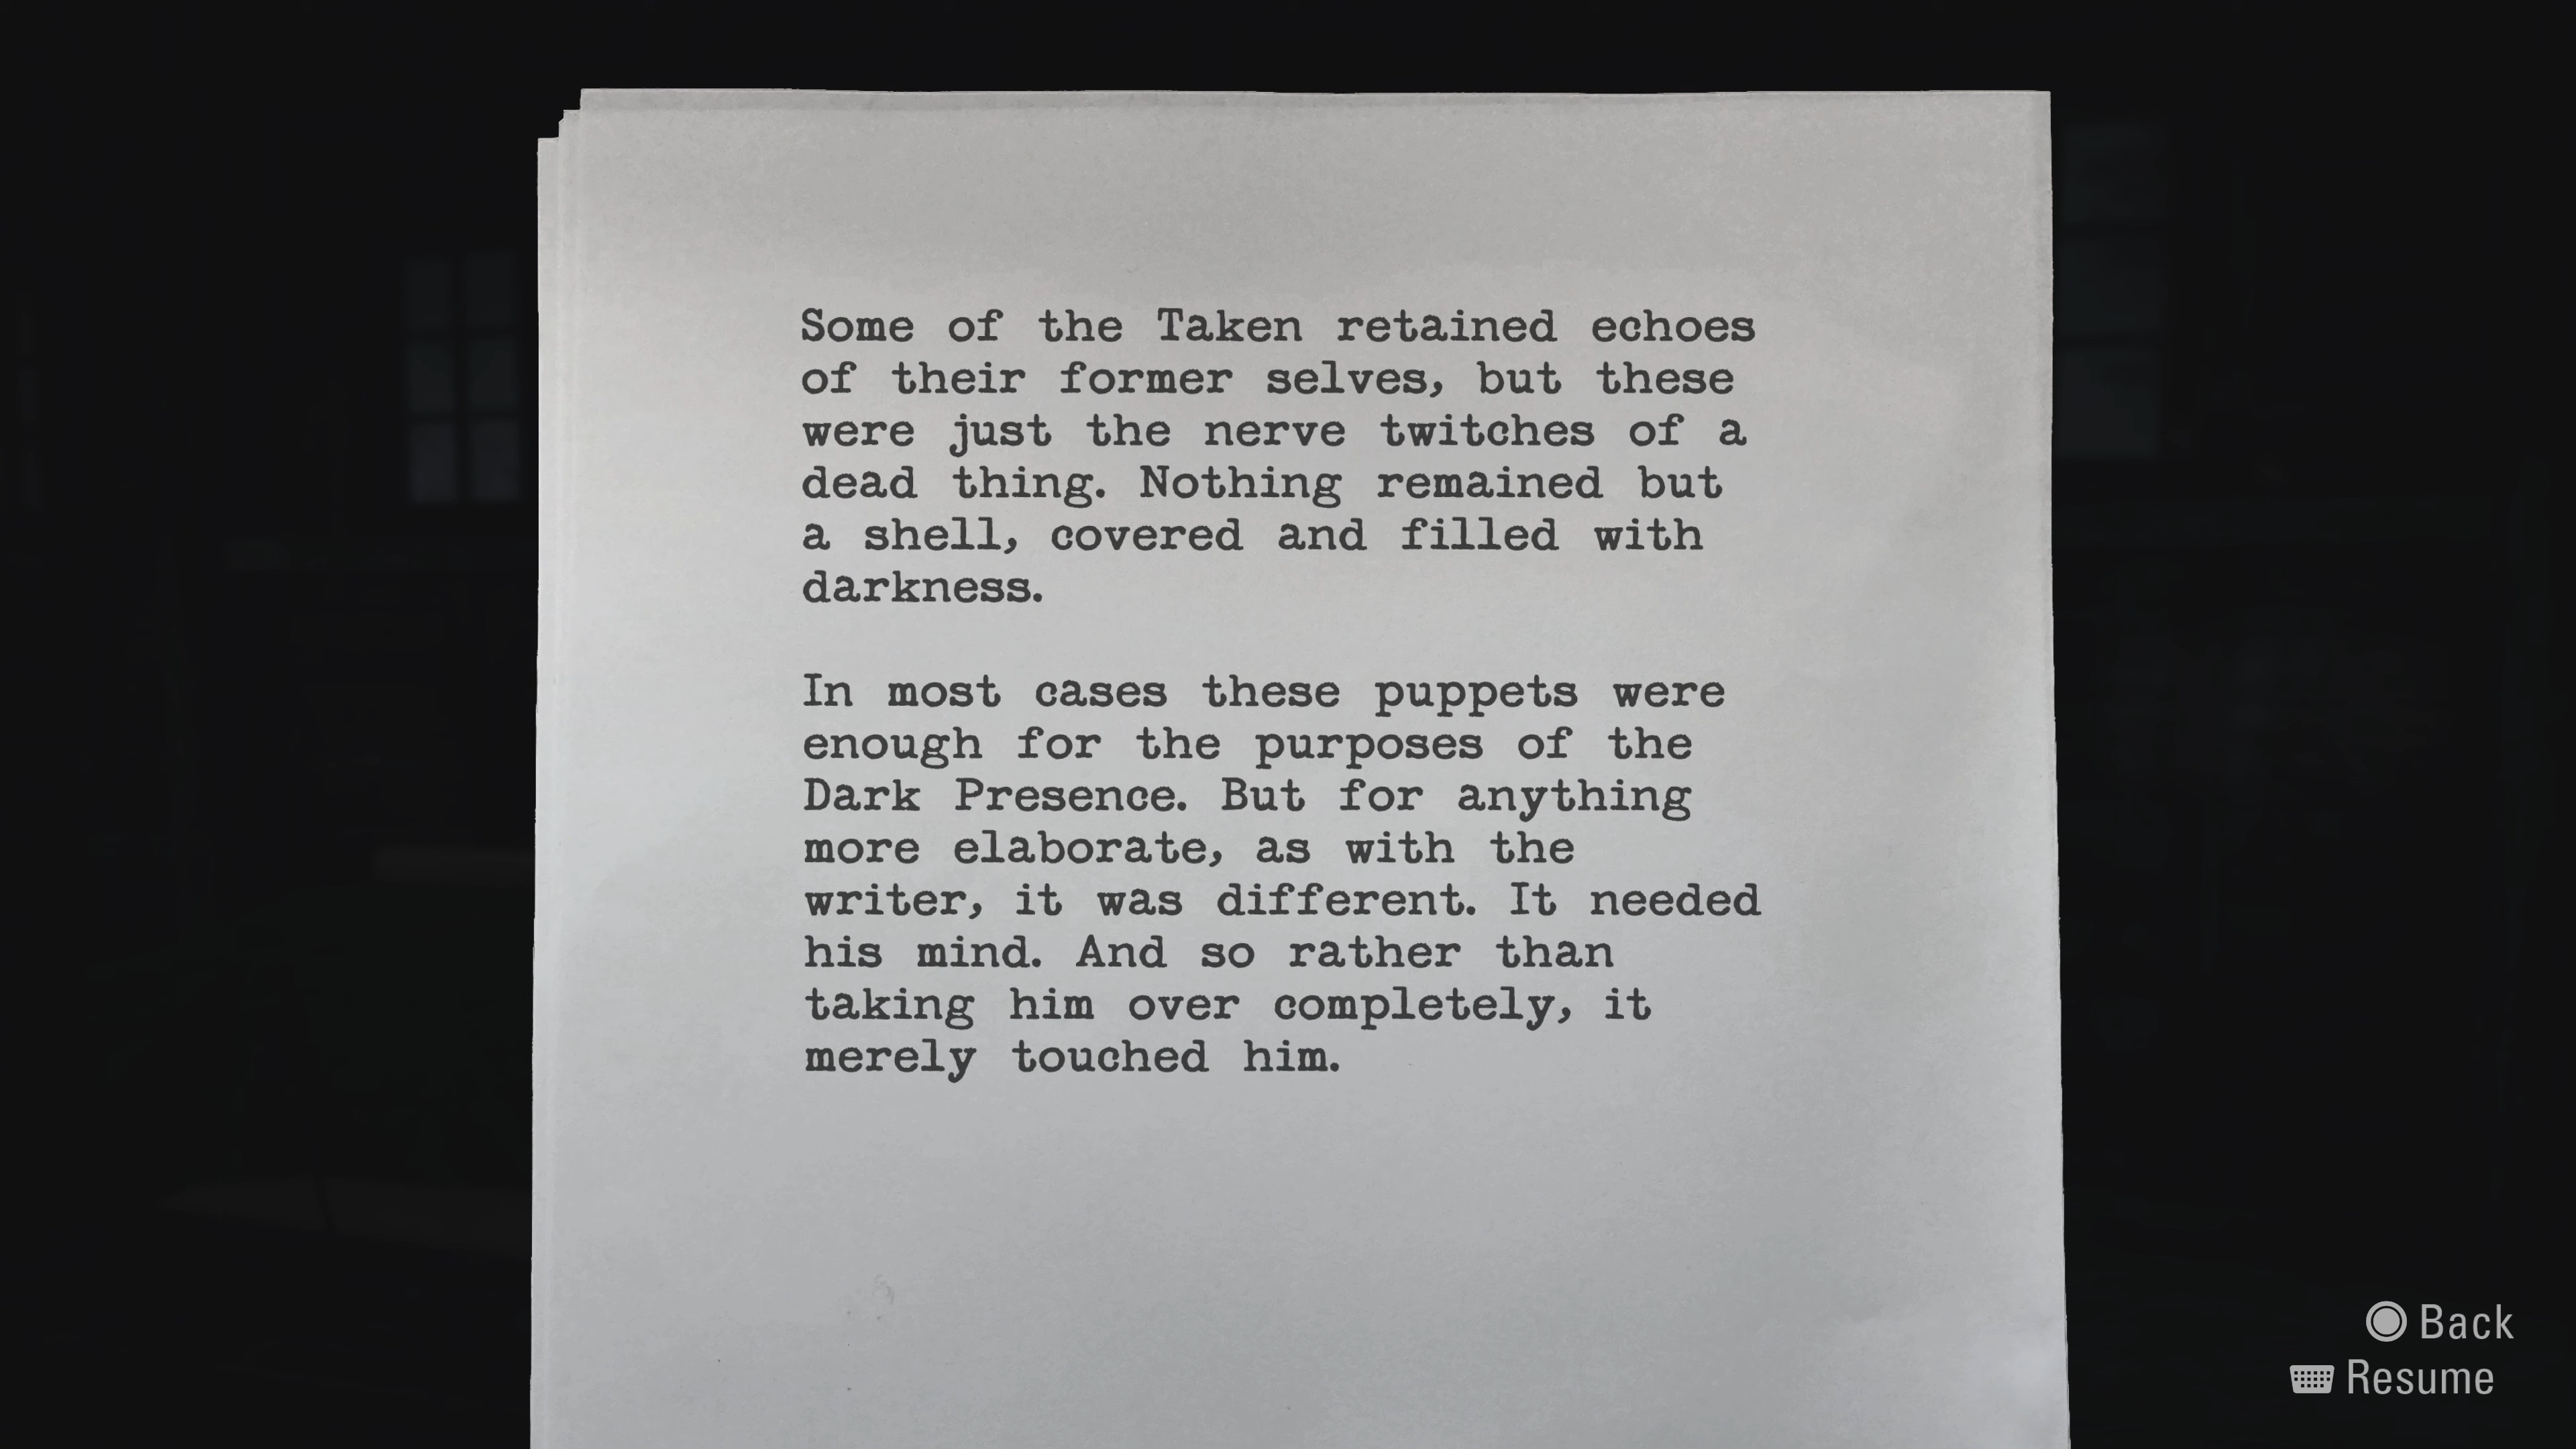 Some of the Taken retained echoes
of their former selves, but these
were just the nerve twitches of a
dead thing. Nothing remained but
a shell, covered and filled with
darkness.
In most cases these puppets were
enough for the purposes of the
Dark Presence. But for anything
more elaborate, as with the
writer, it was different. It needed
his mind. And so rather than
taking him over completely, it
merely touched him.
Back
Resume